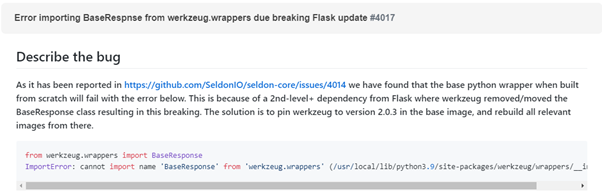 Error importing BaseRespnse from werkzeug.wrappers due breaking Flask update #4017
Describe the bug
As it has been reported in https://github.com/SeldonIO/seldon-core/issues/4014 we have found that the base python wrapper when built
from scratch will fail with the error below. This is because of a 2nd-level+ dependency from Flask where werkzeug removed/moved the
BaseResponse class resulting in this breaking. The solution is to pin werkzeug to version 2.0.3 in the base image, and rebuild all relevant
images from there.
from werkzeug.wrappers import BaseResponse
ImportError: cannot import name 'BaseResponse' from 'werkzeug.wrappers' (/usr/local/lib/python3.9/site-packages/werkzeug/wrappers/__i